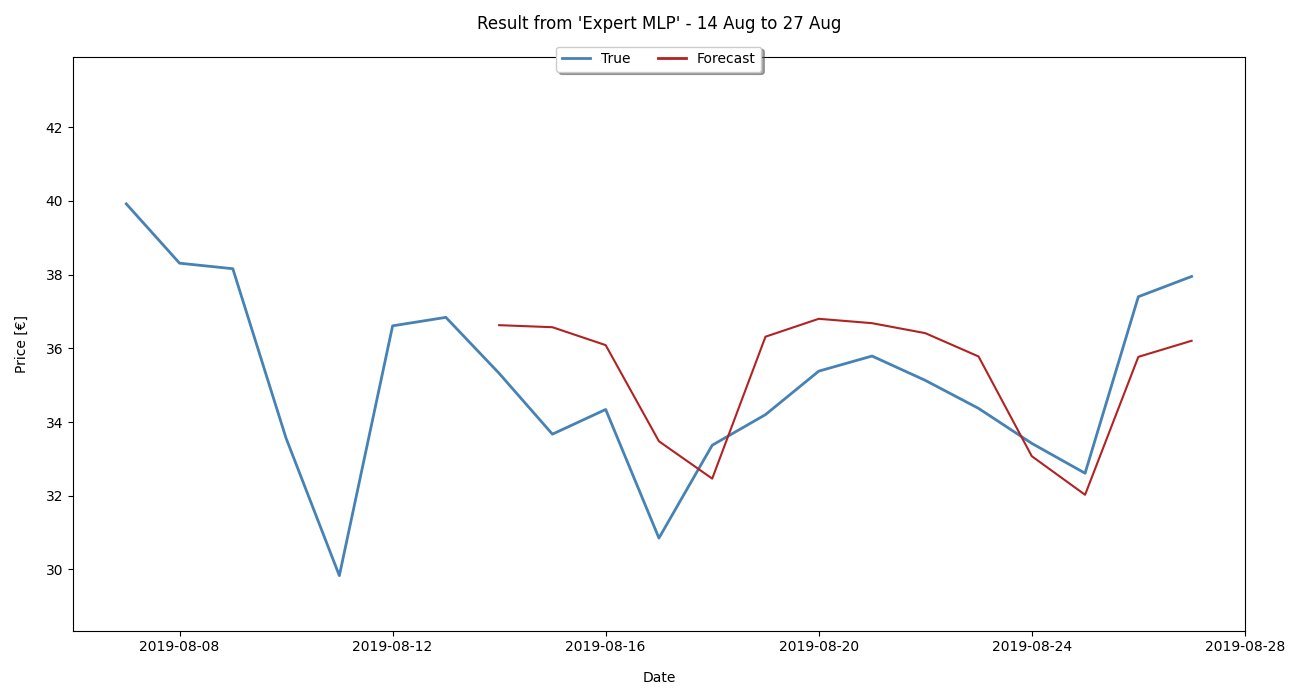 Result from 'Expert MLP' - 14 Aug to 27 Aug
True Forecast
Price [€]
42
40
38
36
34
32
30
2019-08-08 2019-08-12 2019-08-16 2019-08-20 2019-08-24 2019-08-28
Date